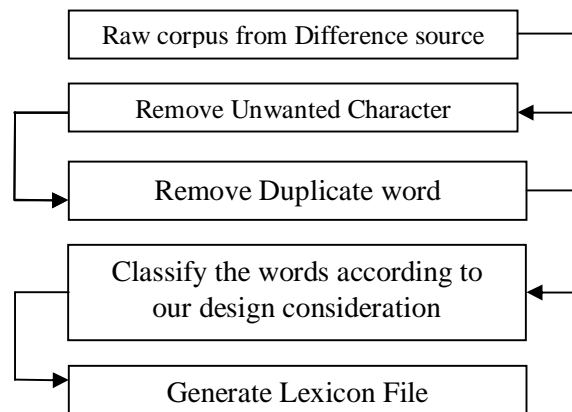 Raw corpus from Difference source
Remove Unwanted Character
Remove Duplicate word
Classify the words according to
our design consideration
Generate Lexicon File